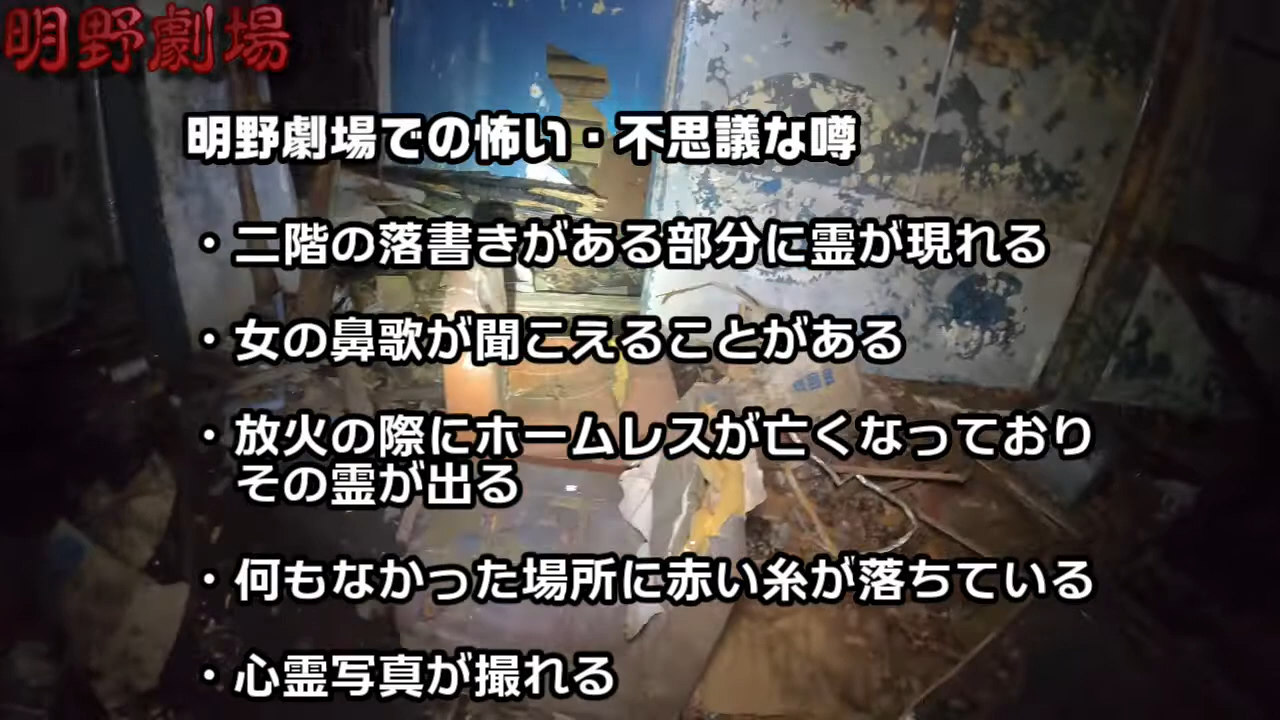 明野劇場
明野劇場での怖い・不思議な噂
・二階の落書きがある部分に霊が現れる
・女の鼻歌が聞こえることがある
・放火の際にホームレスが亡くなっており
その霊が出る
・何もなかった場所に赤い糸が落ちている
・心霊写真が撮れる